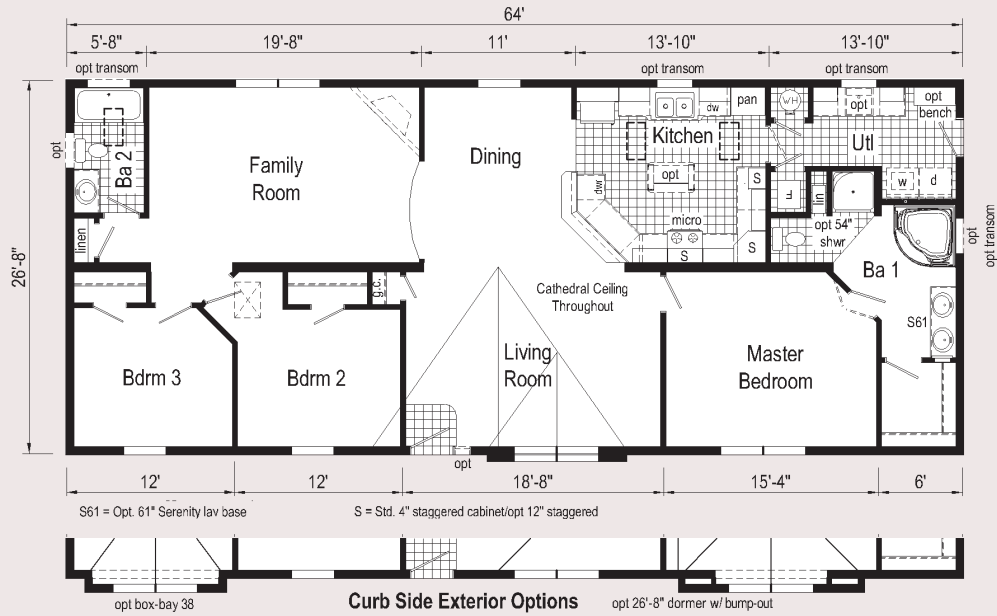 64'
5'-8"
19'-8"
11'
13'-10"
13'-10"
opt transom
opt transom
opt transom
WH
opt
opt
bench
dw
pan
Kitchen
Utl
opt
Ba 2
Family
Room
Dining
opt
S
w
d
F
lin
dwr
micro
opt 54"
shwr
S
S
opt
opt transom
linen
26'-8"
Ba 1
g.c.
X
Cathedral Ceiling
Throughout
S61
Bdrm 3
Bdrm 2
Living
Room
Master
Bedroom
opt
12'
12'
18'-8"
15'-4"
6'
S61 = Opt. 61" Serenity lav base
S = Std. 4" staggered cabinet/opt 12" staggered
opt box-bay 38
Curb Side Exterior Options
opt 26'-8" dormer w/ bump-out